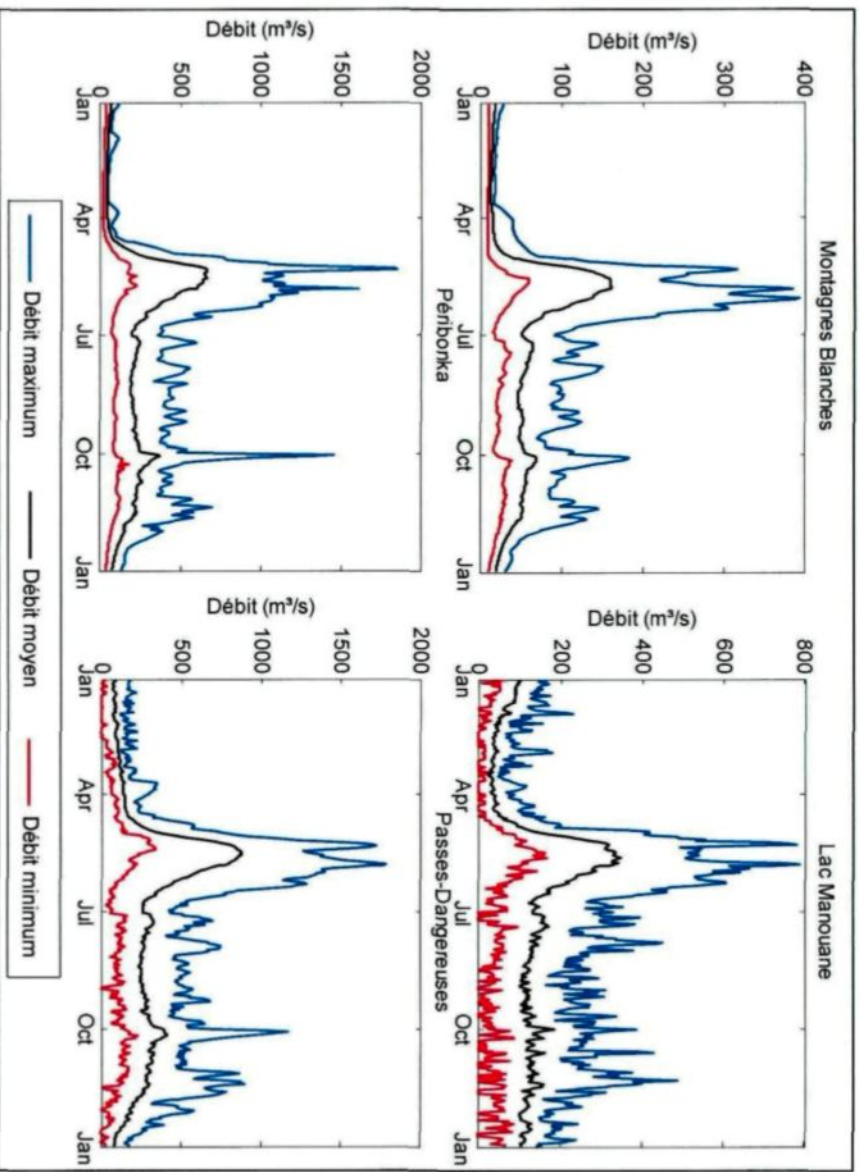 Montagnes Blanches
Débit (m³/s)
400
300
200
100
0
Jan Apr Jul Oct Jan
Lac Manouane
Débit (m³/s)
800
600
400
200
0
Jan Apr Jul Oct Jan
Péribonka
Débit (m³/s)
2000
1500
1000
500
0
Jan Apr Jul Oct Jan
Passes-Dangereuses
Débit (m³/s)
2000
1500
1000
500
0
Jan Apr Jul Oct Jan
Débit maximum Débit moyen Débit minimum